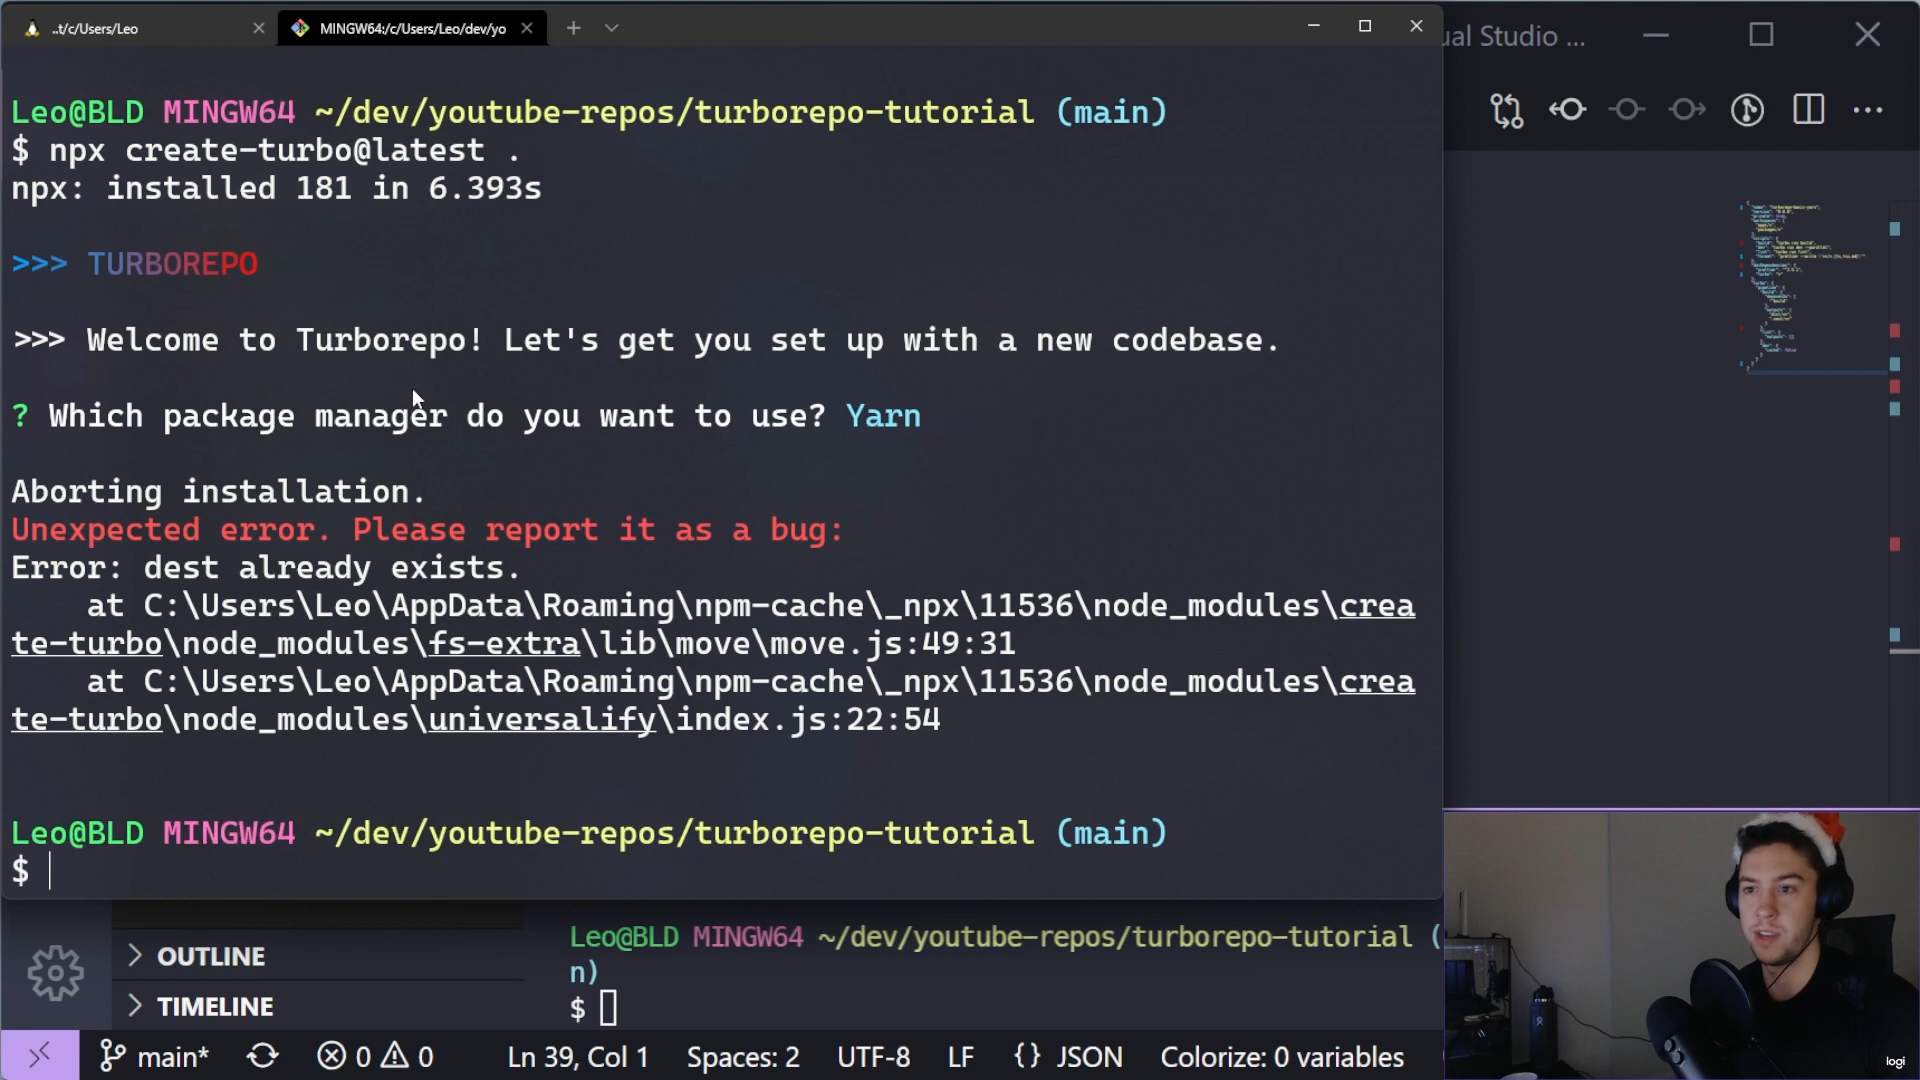 ..t/c/Users/Leo
MINGW64:/c/Users/Leo/dev/yo
ual Studio ...
Leo@BLD MINGW64 ~/dev/youtube-repos/turborepo-tutorial (main)
$ npx create-turbo@latest .
npx: installed 181 in 6.393s
>>> TURBOREPO
>>> Welcome to Turborepo! Let's get you set up with a new codebase.
? Which package manager do you want to use? Yarn
Aborting installation.
Unexpected error. Please report it as a bug:
Error: dest already exists.
at C:\Users\Leo\AppData\Roaming\npm-cache\_npx\11536\node_modules\crea
te-turbo\node_modules\fs-extra\lib\move\move.js:49:31
at C:\Users\Leo\AppData\Roaming\npm-cache\_npx\11536\node_modules\crea
te-turbo\node_modules\universalify\index.js:22:54
Leo@BLD MINGW64 ~/dev/youtube-repos/turborepo-tutorial (main)
$
OUTLINE
TIMELINE
Leo@BLD MINGW64 ~/dev/youtube-repos/turborepo-tutorial (
n)
$
main* 0 0 Ln 39, Col 1 Spaces: 2 UTF-8 LF {} JSON Colorize: 0 variables
logi